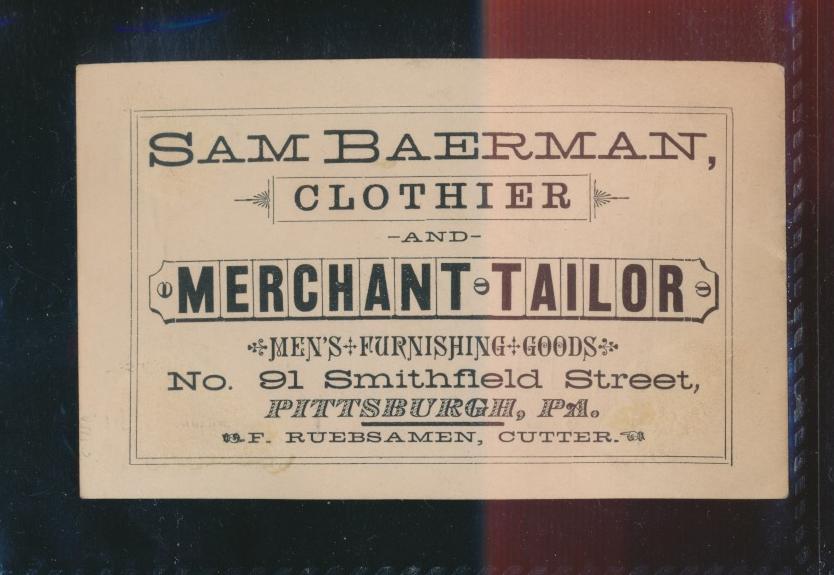 SAM BAERMAN,
CLOTHIER
-AND-
MERCHANT TAILOR
MEN'S FURNISHING GOODS
No. 91 Smithfield Street,
PITTSBURGH, PA.
F. RUEBSAMEN, CUTTER.